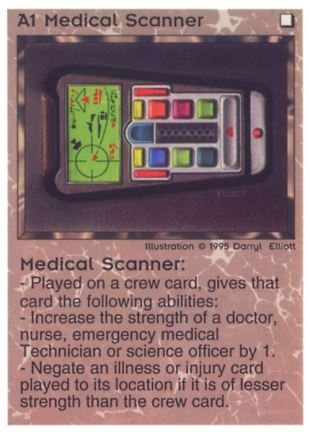 A1 Medical Scanner
ELLIOTT
Illustration © 1995 Darryl Elliott
Medical Scanner:
- Played on a crew card, gives that
card the following abilities:
- Increase the strength of a doctor,
nurse, emergency medical
Technician or science officer by 1.
- Negate an illness or injury card
played to its location if it is of lesser
strength than the crew card.